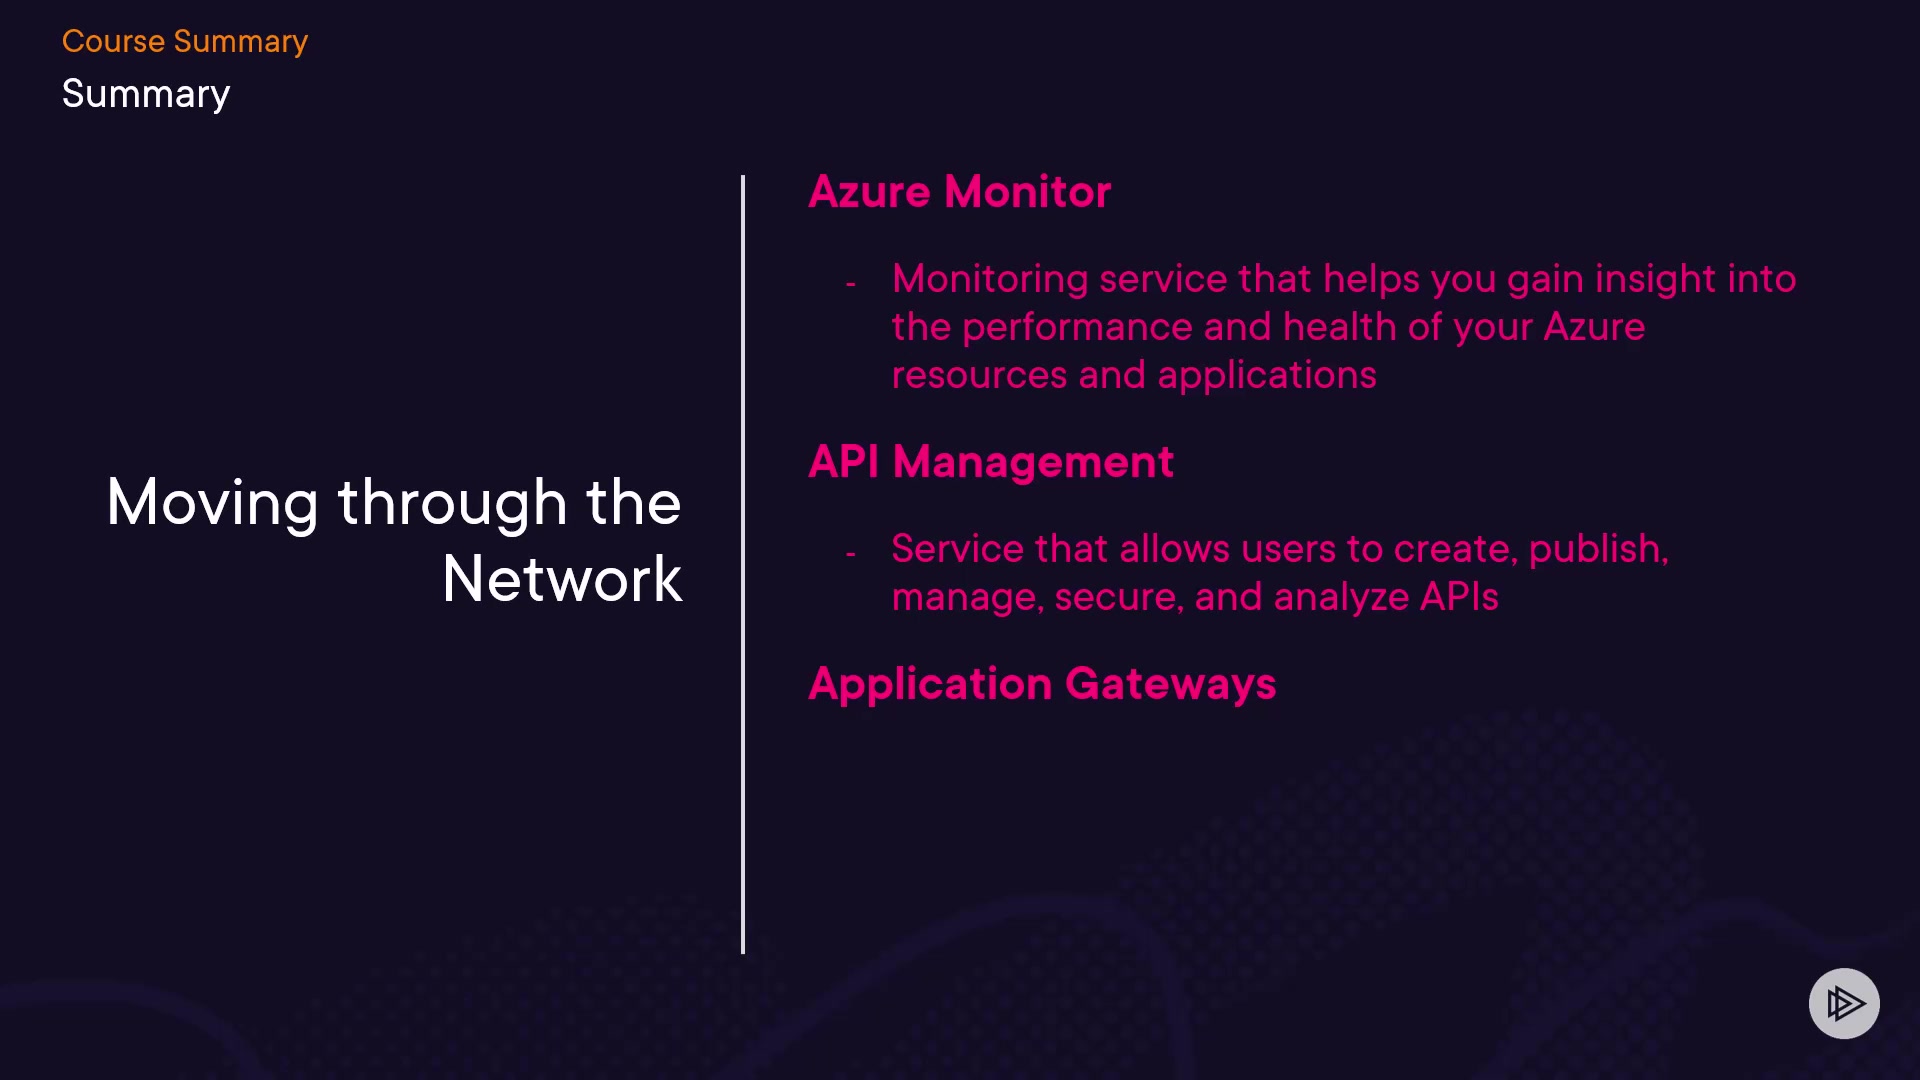 Course Summary
Summary
Moving through the
Network
Azure Monitor
- Monitoring service that helps you gain insight into
the performance and health of your Azure
resources and applications
API Management
- Service that allows users to create, publish,
manage, secure, and analyze APIs
Application Gateways